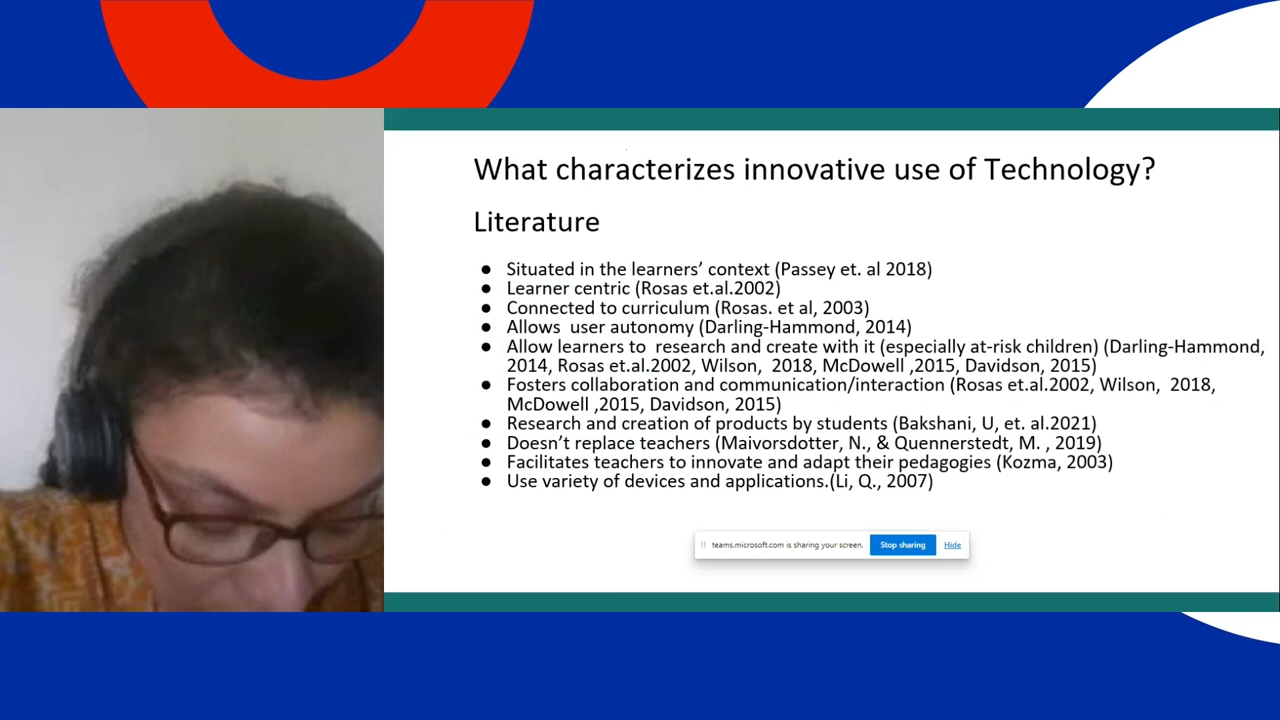 What characterizes innovative use of Technology?
Literature
● Situated in the learners’ context (Passey et. al 2018)
● Learner centric (Rosas et.al.2002)
● Connected to curriculum (Rosas. et al, 2003)
● Allows  user autonomy (Darling-Hammond, 2014)
● Allow learners to  research and create with it (especially at-risk children) (Darling-Hammond,
2014, Rosas et.al.2002, Wilson,  2018, McDowell ,2015, Davidson, 2015)
● Fosters collaboration and communication/interaction (Rosas et.al.2002, Wilson,  2018,
McDowell ,2015, Davidson, 2015)
● Research and creation of products by students (Bakshani, U, et. al.2021)
● Doesn’t replace teachers (Maivorsdotter, N., & Quennerstedt, M. , 2019)
● Facilitates teachers to innovate and adapt their pedagogies (Kozma, 2003)
● Use variety of devices and applications.(Li, Q., 2007)
teams.microsoft.com is sharing your screen. Stop sharing Hide